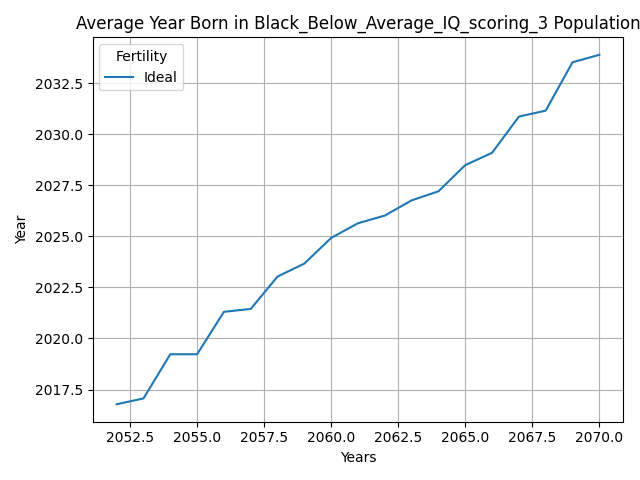 Average Year Born in Black_Below_Average_IQ_scoring_3 Population
Fertility
Ideal
2032.5
2030.0
2027.5
2025.0
2022.5
2020.0
2017.5
Year
2052.5 2055.0 2057.5 2060.0 2062.5 2065.0 2067.5 2070.0
Years